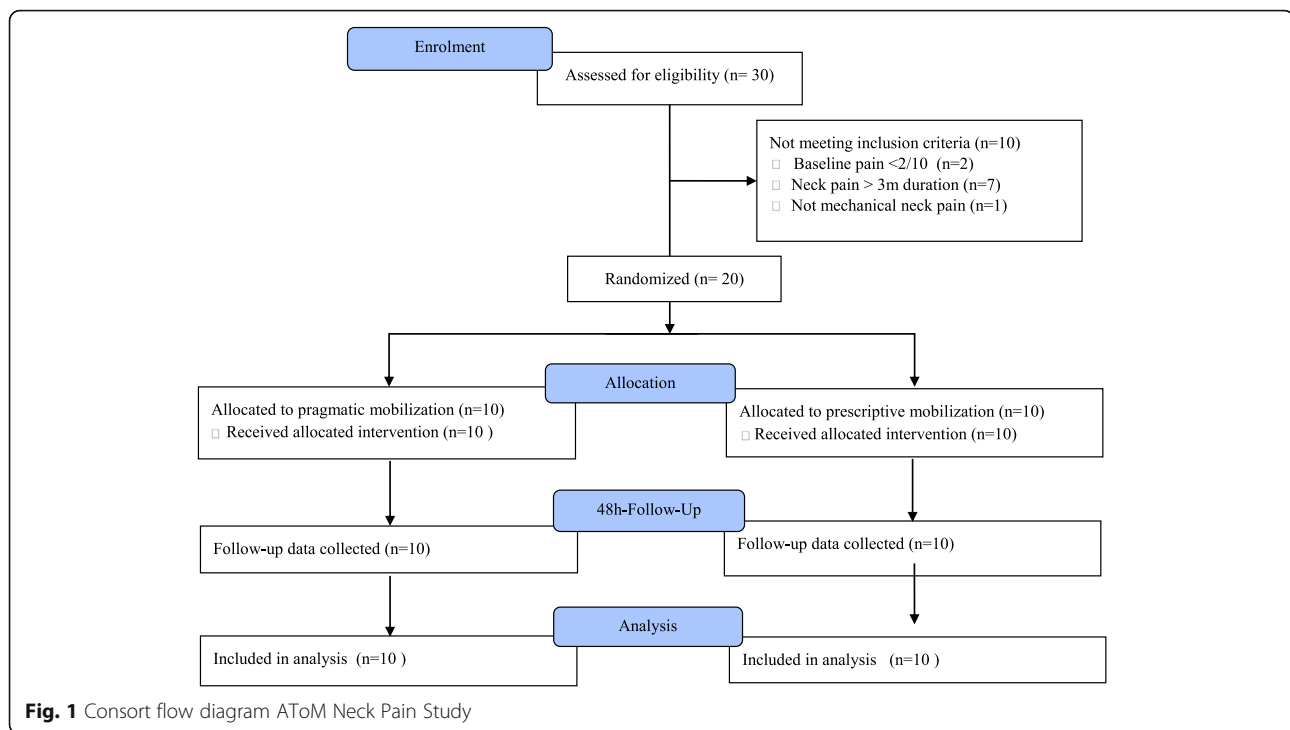 Enrolment
Assessed for eligibility (n= 30)
Not meeting inclusion criteria (n=10)
□ Baseline pain <2/10 (n=2)
□ Neck pain > 3m duration (n=7)
□ Not mechanical neck pain (n=1)
Randomized (n= 20)
Allocation
Allocated to pragmatic mobilization (n=10)
□ Received allocated intervention (n=10 )
Allocated to prescriptive mobilization (n=10)
□ Received allocated intervention (n=10)
48h-Follow-Up
Follow-up data collected (n=10)
Follow-up data collected (n=10)
Analysis
Included in analysis (n=10 )
Included in analysis (n=10 )
Fig. 1 Consort flow diagram AToM Neck Pain Study